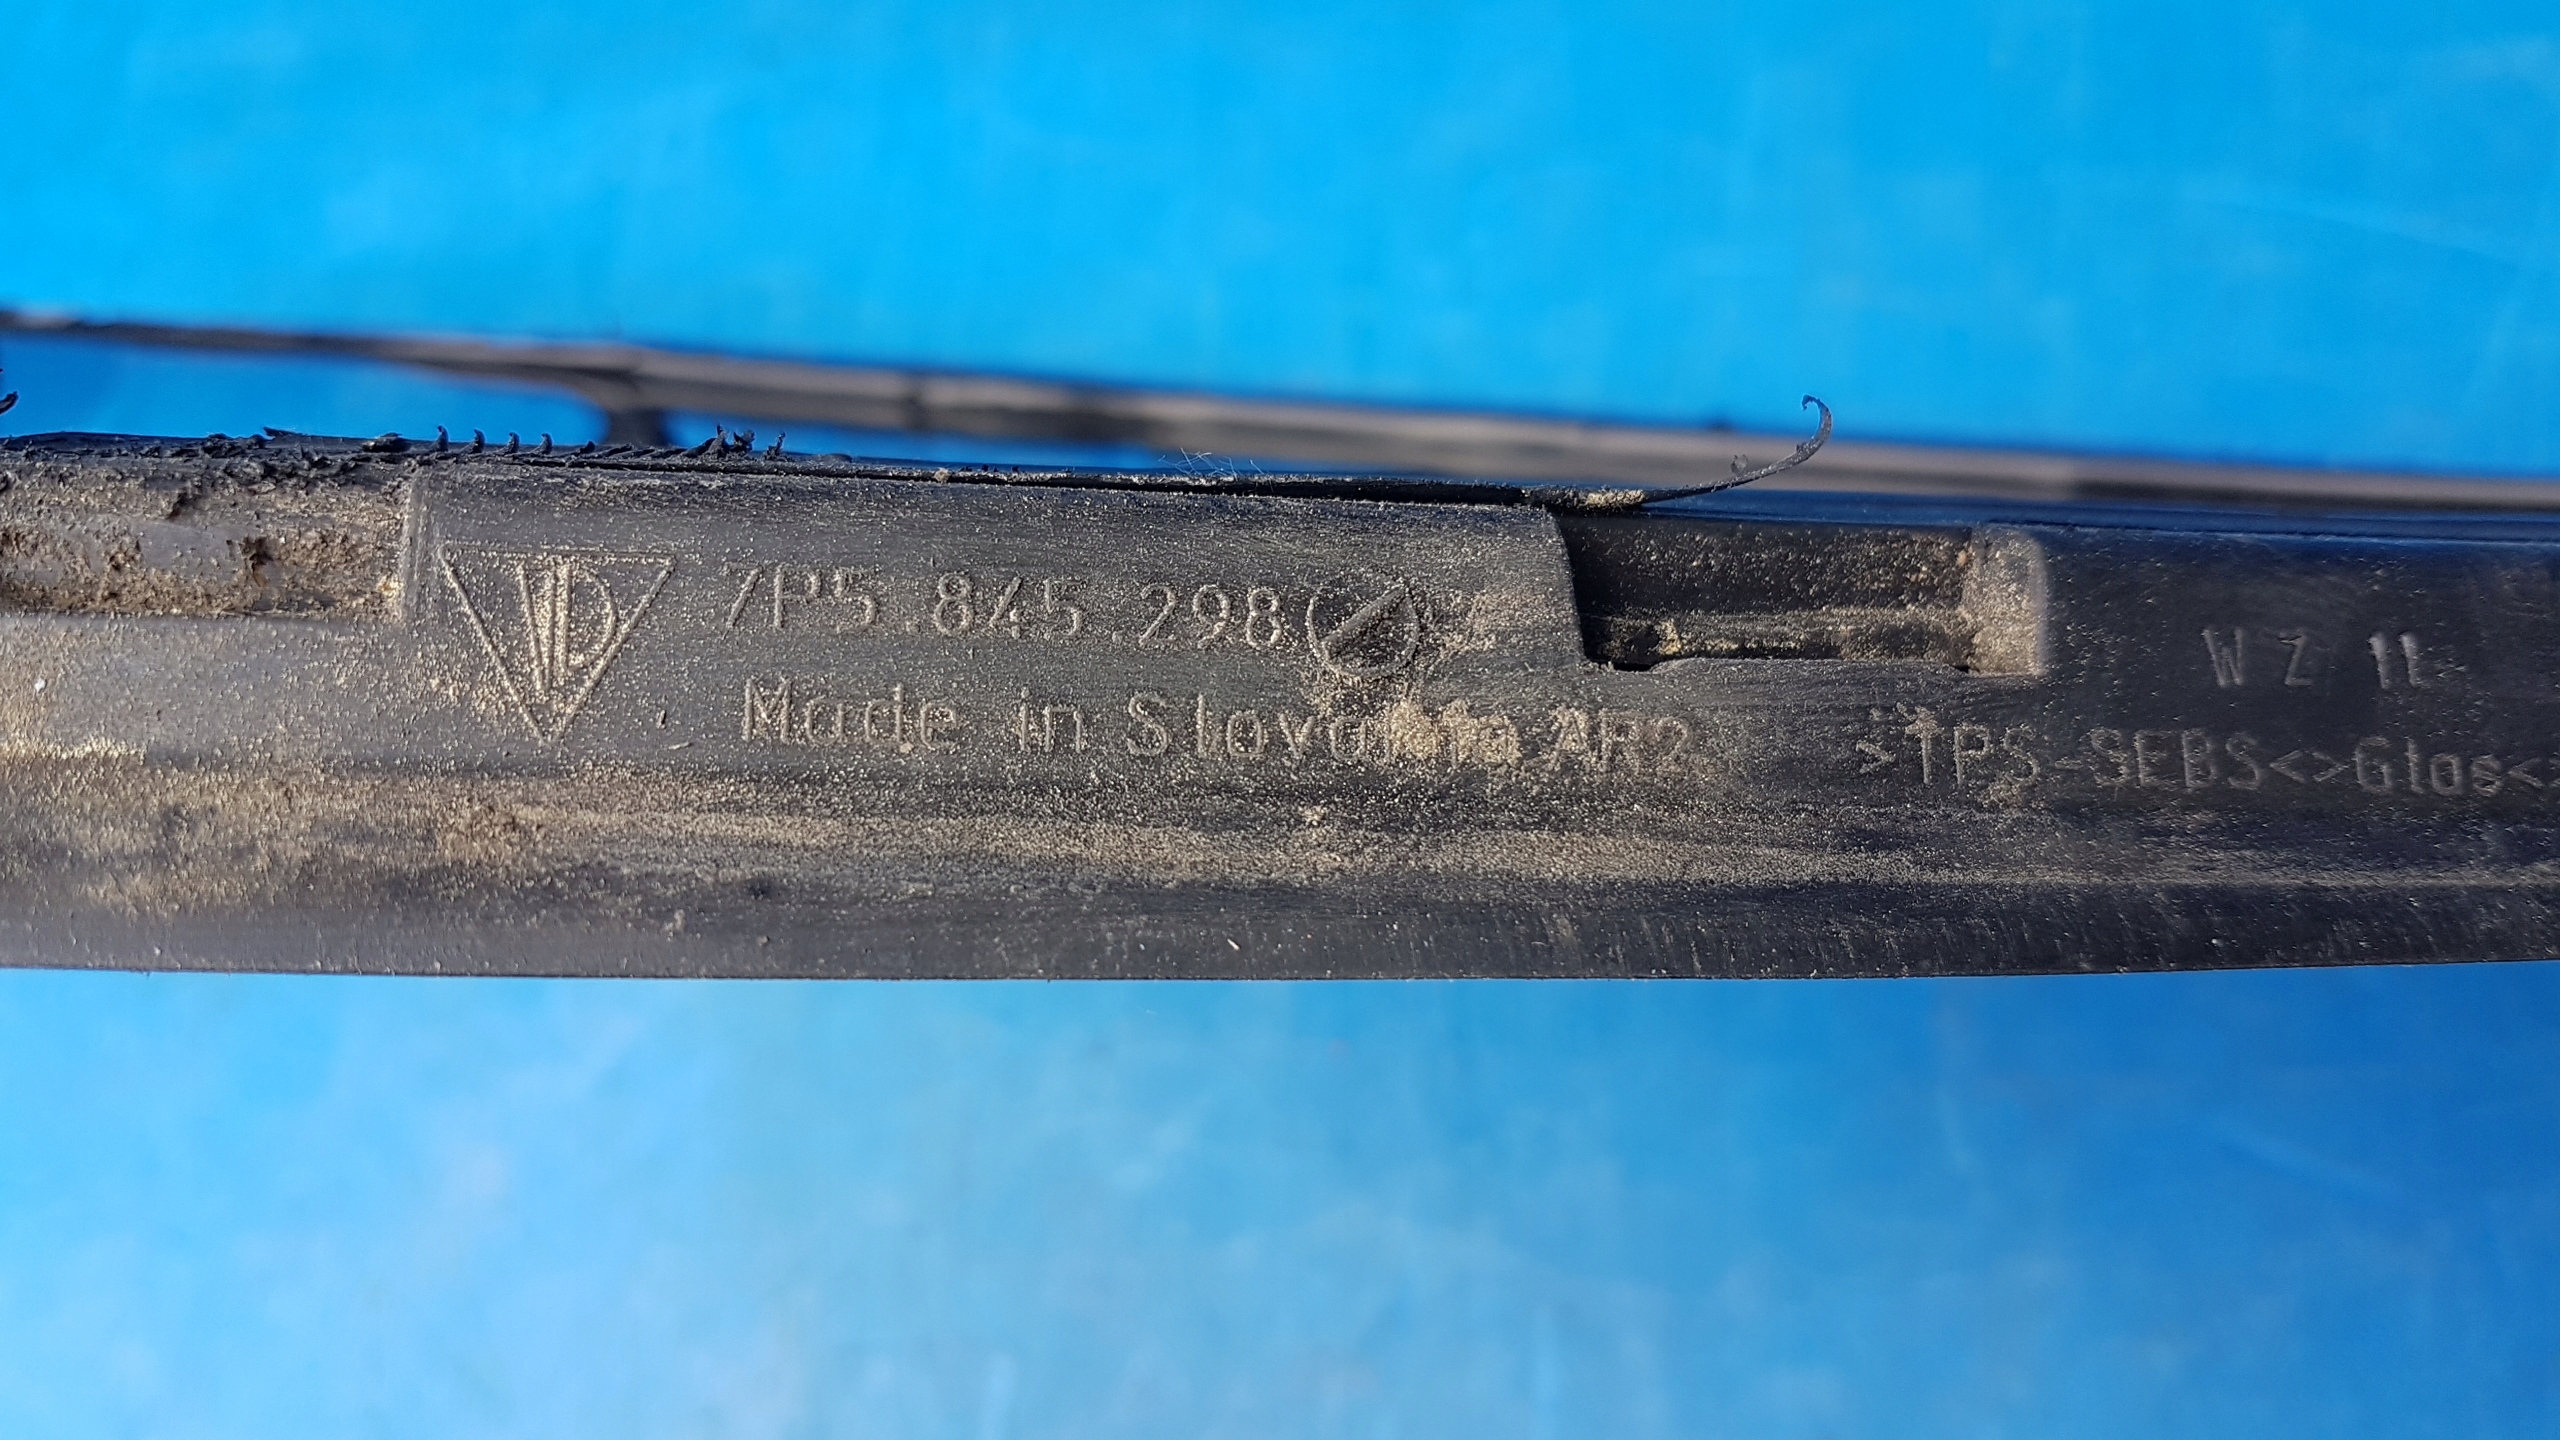 7P5.845.298
Made in Slovakia AR2
WZ 11
>TPS-SEBS<>Glas<